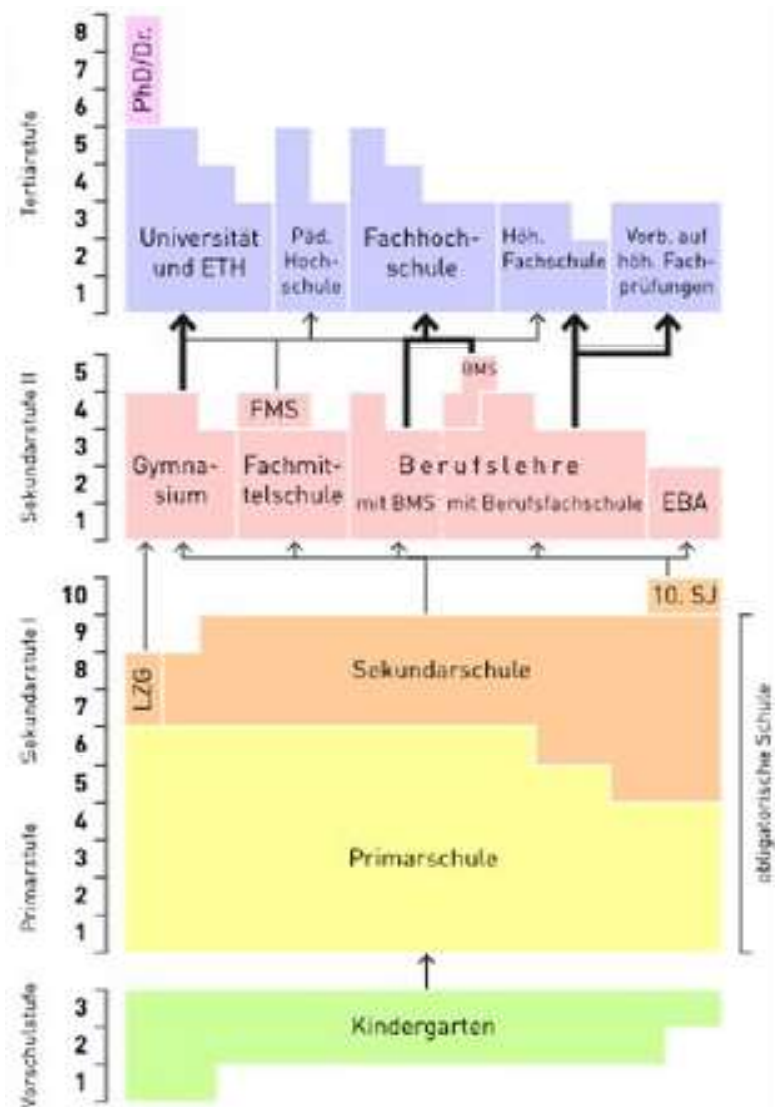 Tertiärstufe
8
7
6
5
4
3
2
1
PhD/Dr.
Universität
und ETH
Päd.
Hoch-
schule
Fachhoch-
schule
Höh.
Fachschule
Vorb. auf
höh. Fach-
prüfungen
Sekundarstufe II
5
4
3
2
1
BMS
FMS
Gymna-
sium
Fachmit-
telschule
Berufslehre
mit BMS
mit Berufsfachschule
EBA
Sekundarstufe I
10
9
8
7
6
5
10. SJ
LZG
Sekundarschule
obligatorische Schule
Primarstufe
4
3
2
1
Primarschule
Vorschulstufe
3
2
1
Kindergarten